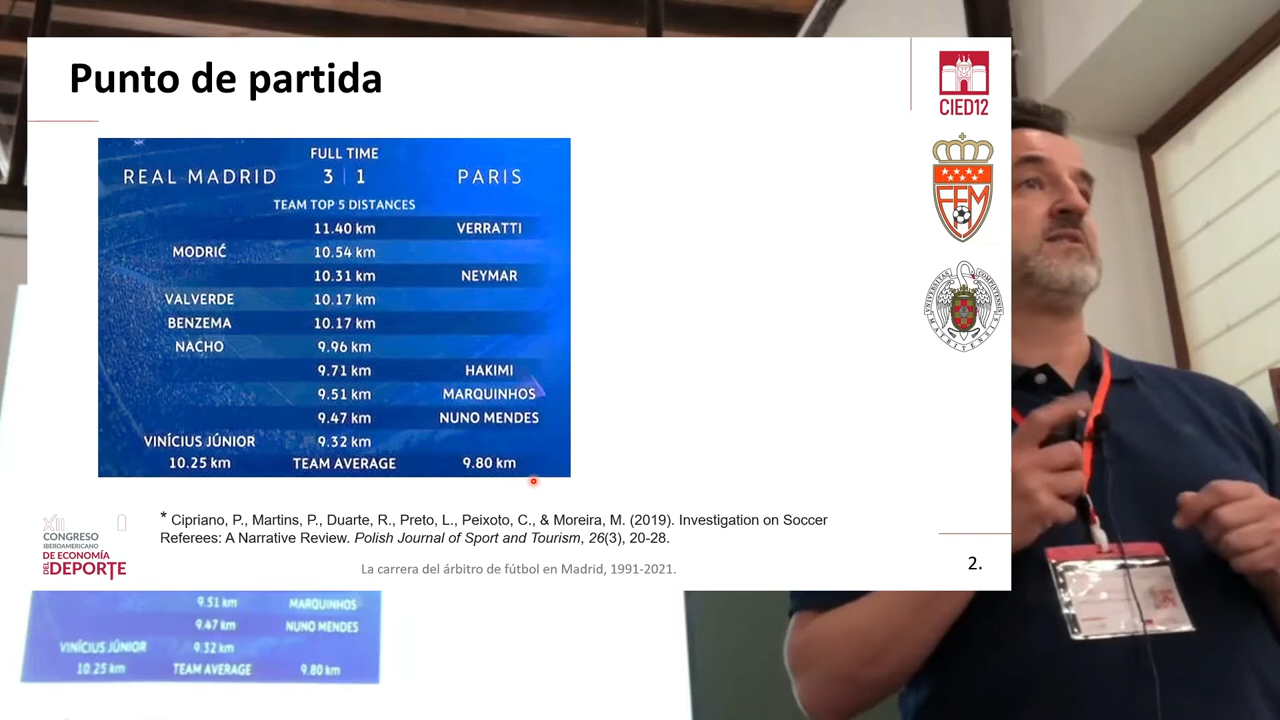 Punto de partida
CIED12
FULL TIME
REAL MADRID 3 | 1 PARIS
TEAM TOP 5 DISTANCES
11.40 km VERRATTI
MODRIĆ 10.54 km
10.31 km NEYMAR
VALVERDE 10.17 km
BENZEMA 10.17 km
NACHO 9.96 km
9.71 km HAKIMI
9.51 km MARQUINHOS
9.47 km NUNO MENDES
VINÍCIUS JÚNIOR 9.32 km
10.25 km TEAM AVERAGE 9.80 km
* Cipriano, P., Martins, P., Duarte, R., Preto, L., Peixoto, C., & Moreira, M. (2019). Investigation on Soccer
Referees: A Narrative Review. Polish Journal of Sport and Tourism, 26(3), 20-28.
XII
CONGRESO
IBEROAMERICANO
DE ECONOMÍA
DEL DEPORTE
La carrera del árbitro de fútbol en Madrid, 1991-2021.
2.
9.51 km MARQUINHOS
9.47 km NUNO MENDES
VINÍCIUS JÚNIOR 9.32 km
10.25 km TEAM AVERAGE 9.80 km